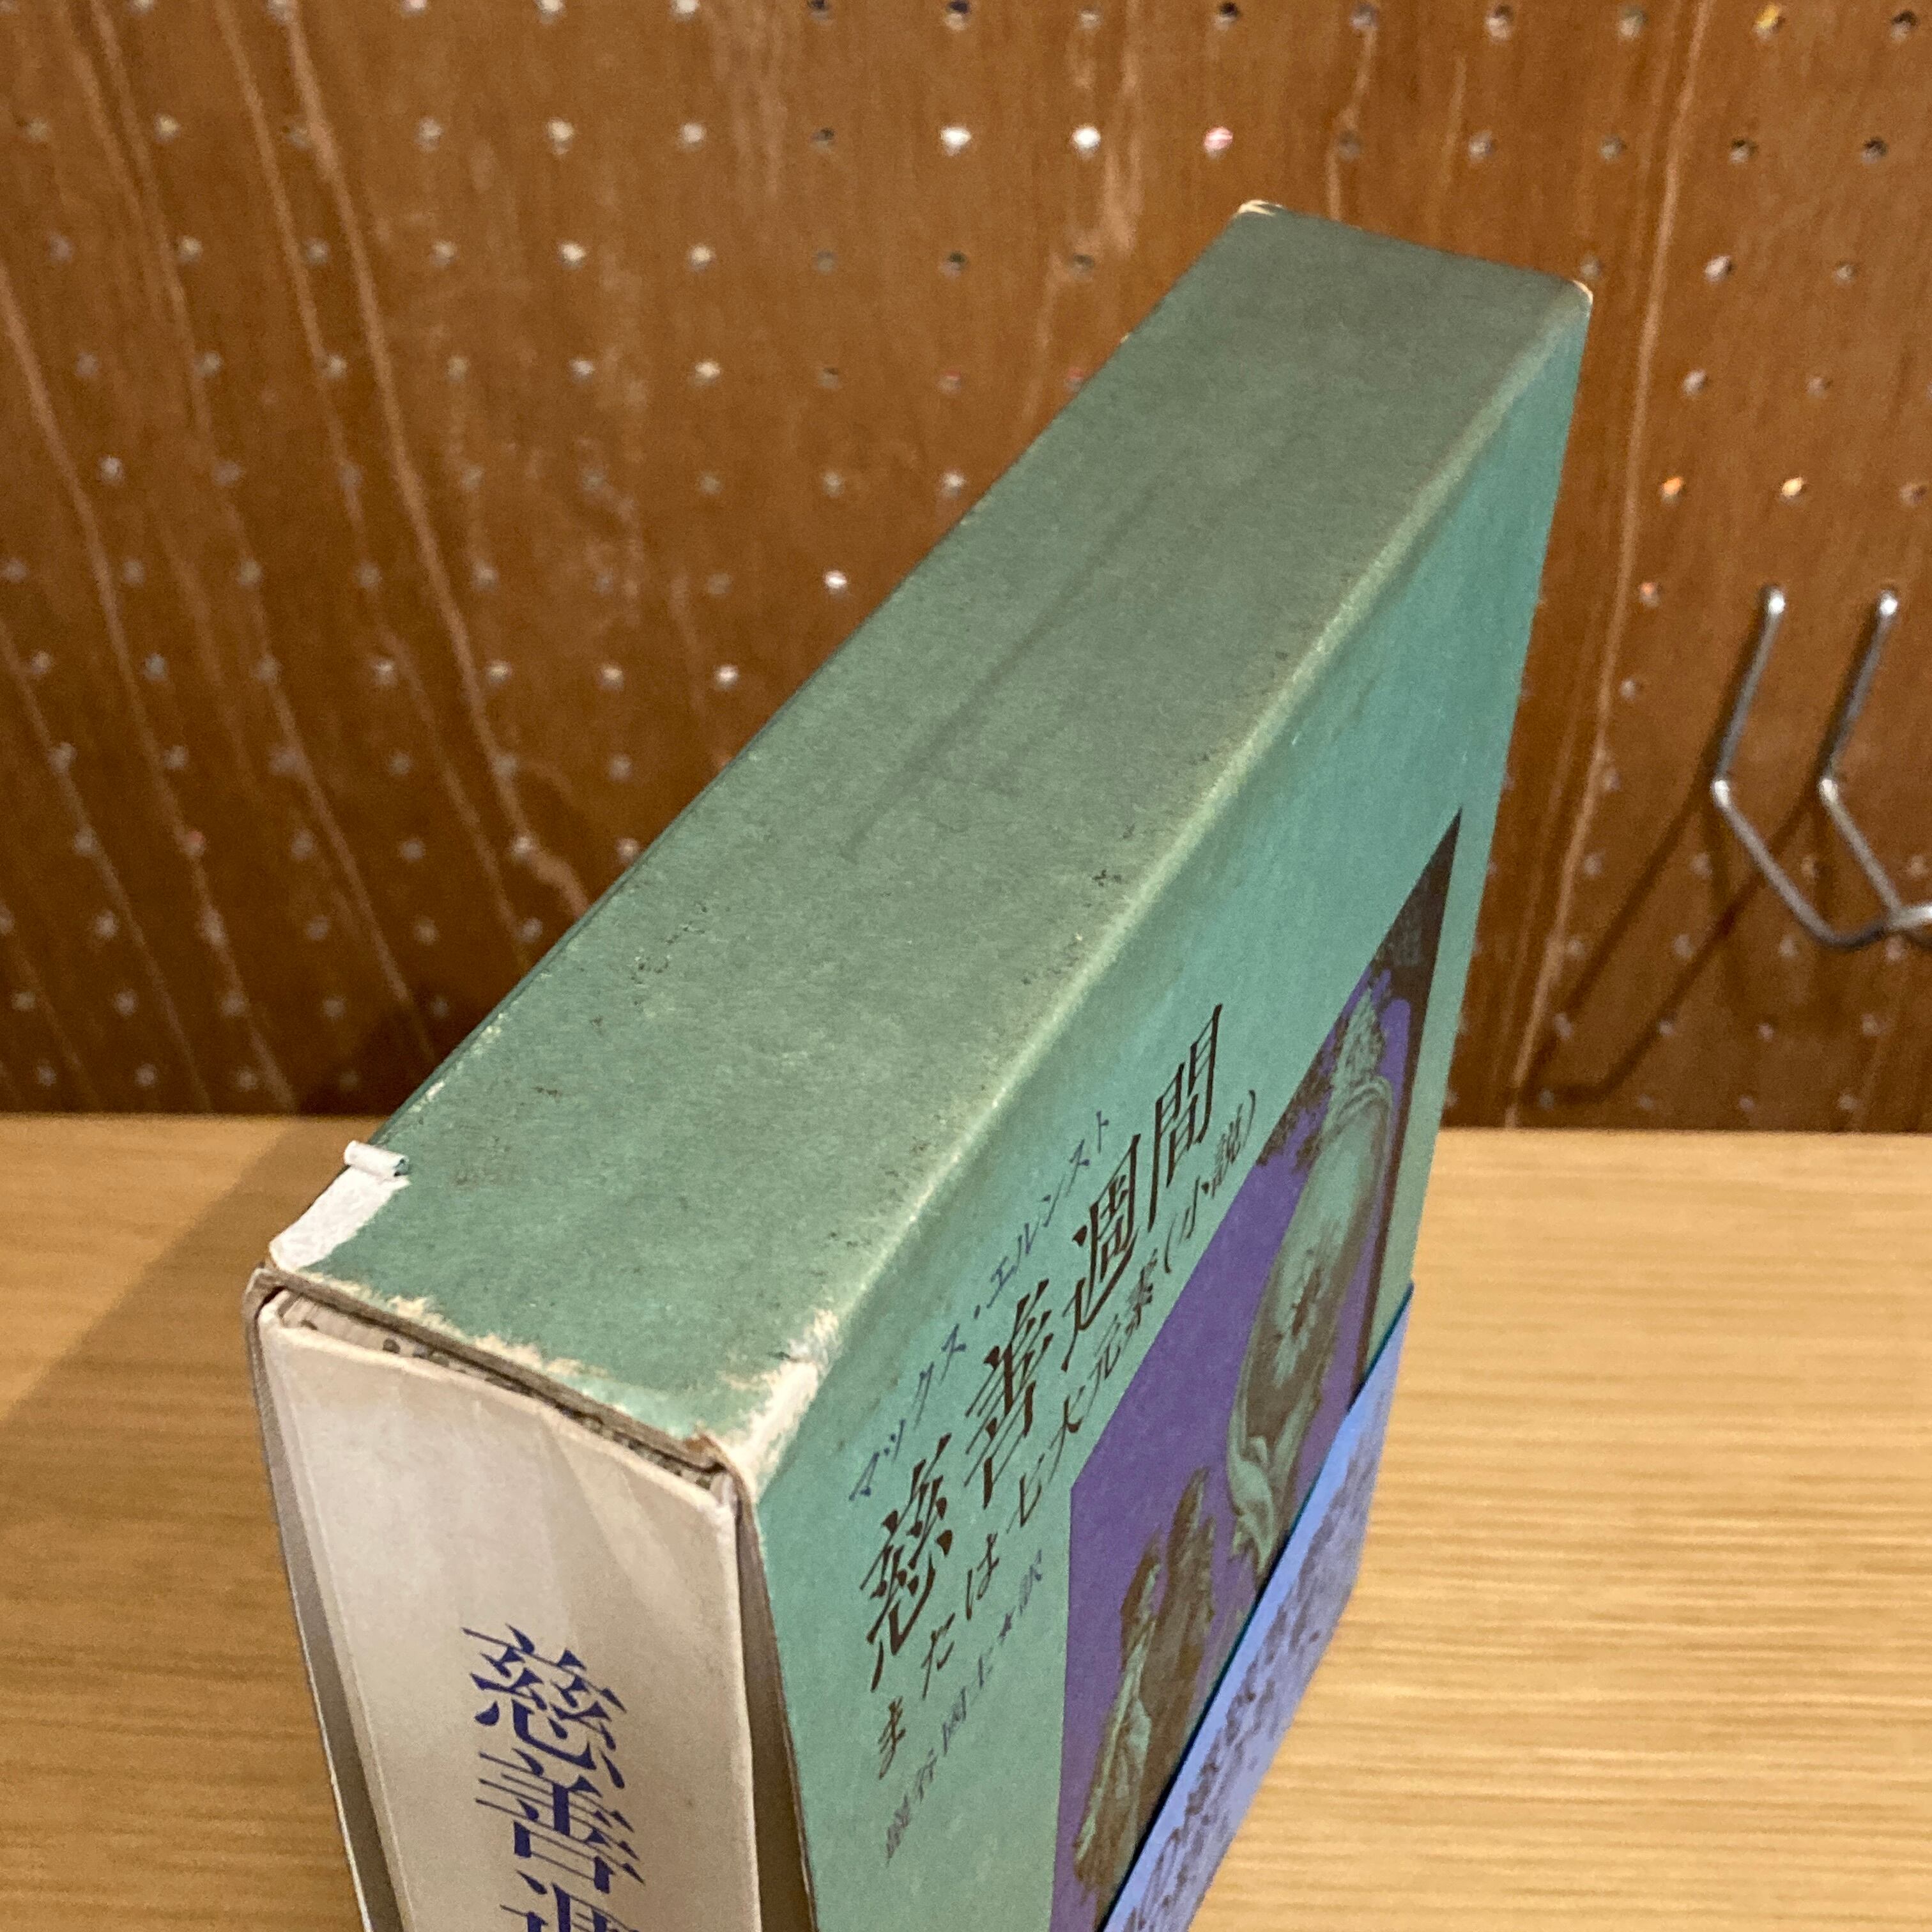 マックス・エルンスト
慈善週間
または七大元素(小説)
巖谷國士★訳
慈善週